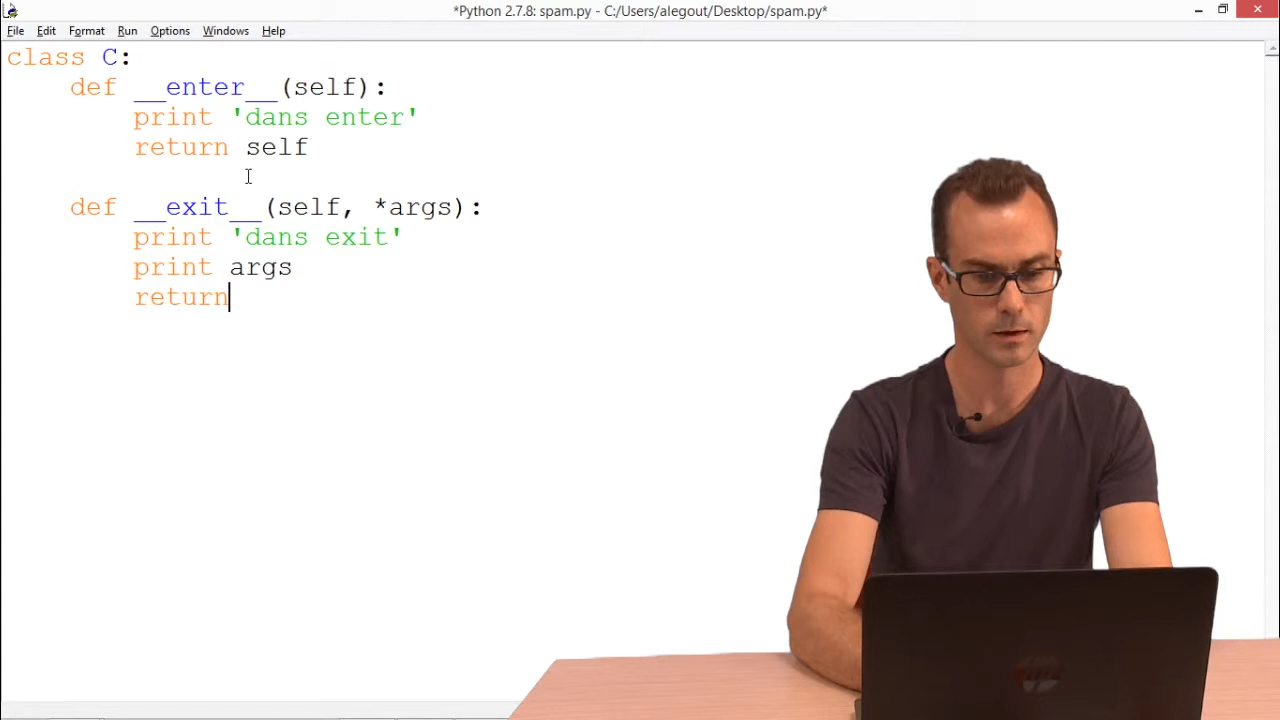 *Python 2.7.8: spam.py - C:/Users/alegout/Desktop/spam.py*
File Edit Format Run Options Windows Help
class C:
    def __enter__(self):
        print 'dans enter'
        return self
    def __exit__(self, *args):
        print 'dans exit'
        print args
        return